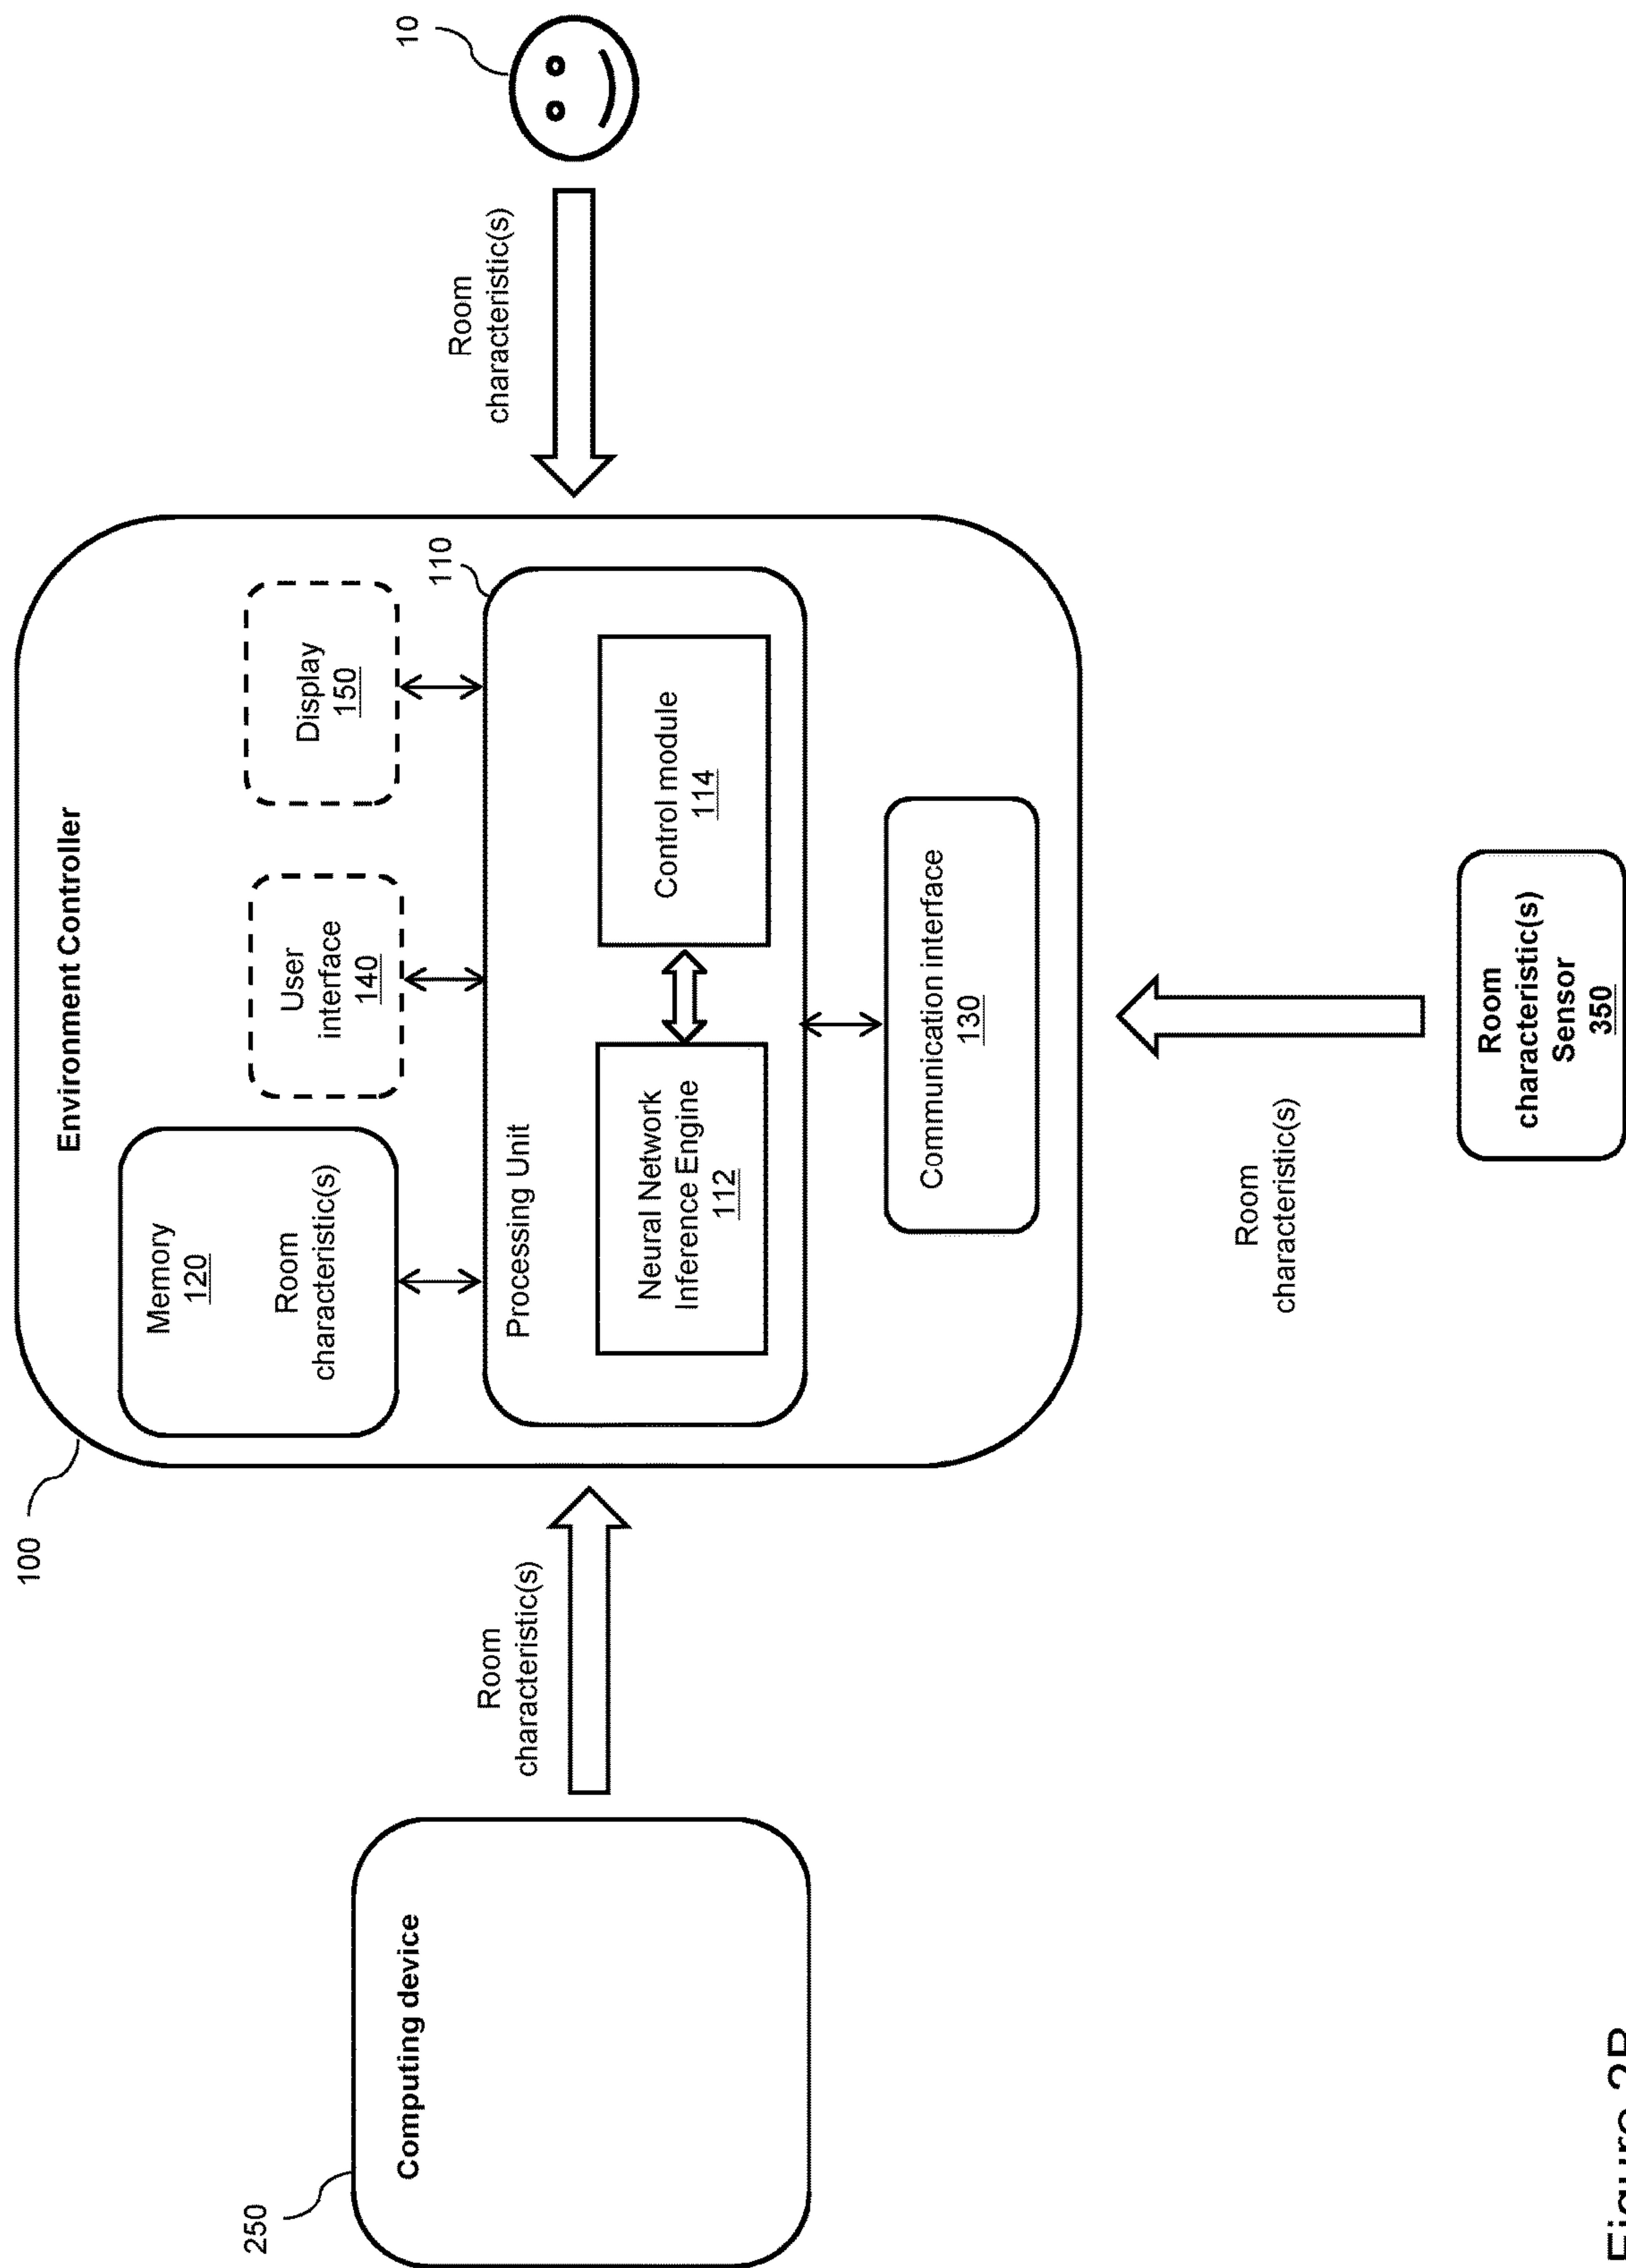 100
Environment Controller
10
Memory
120
Room
characteristic(s)
User
interface
140
Display
150
110
250
Computing device
Room
characteristic(s)
Processing Unit
Neural Network
Inference Engine
112
Control module
114
Room
characteristic(s)
Communication interface
130
Room
characteristic(s)
Room
characteristic(s)
Sensor
350
Figure 2B